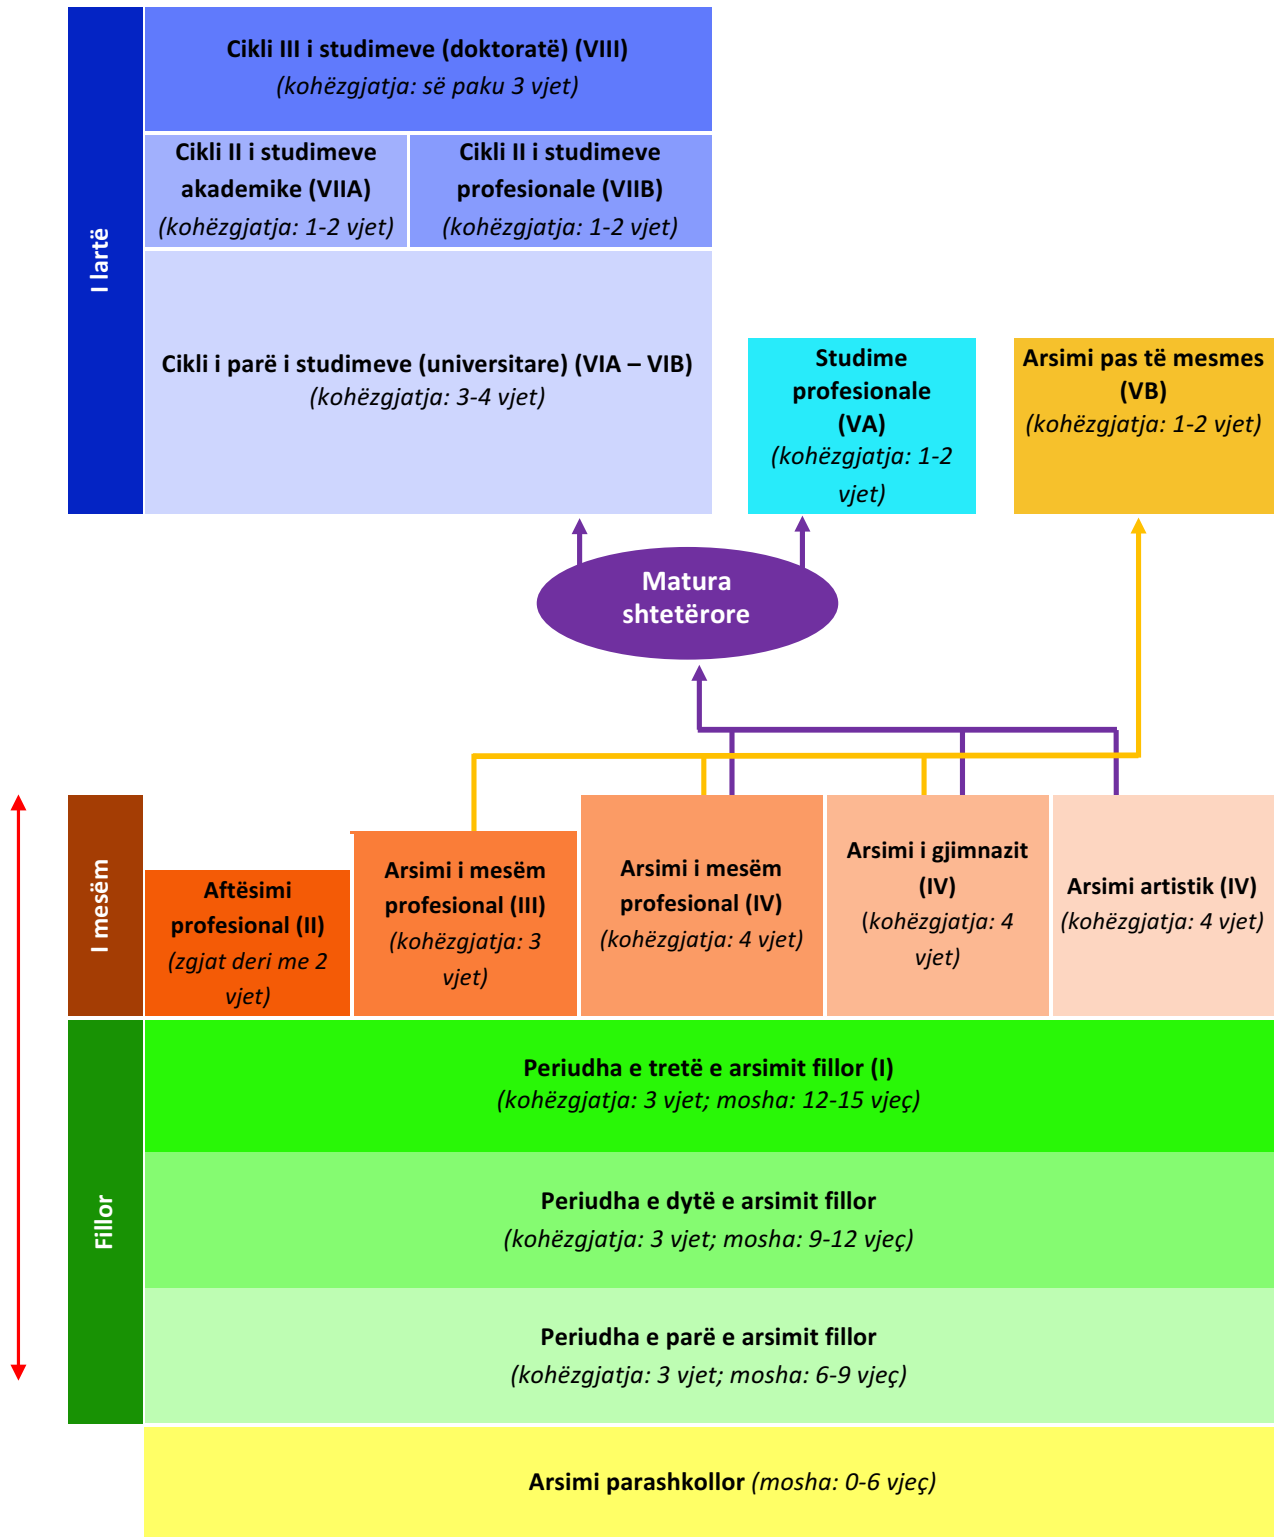 I lartë
Cikli III i studimeve (doktoratë) (VIII)
(kohëzgjatja: së paku 3 vjet)
Cikli II i studimeve
akademike (VIIA)
(kohëzgjatja: 1-2 vjet)
Cikli II i studimeve
profesionale (VIIB)
(kohëzgjatja: 1-2 vjet)
Cikli i parë i studimeve (universitare) (VIA – VIB)
(kohëzgjatja: 3-4 vjet)
Studime
profesionale
(VA)
(kohëzgjatja: 1-2
vjet)
Arsimi pas të mesmes
(VB)
(kohëzgjatja: 1-2 vjet)
Matura
shtetërore
I mesëm
Aftësimi
profesional (II)
(zgjat deri me 2
vjet)
Arsimi i mesëm
profesional (III)
(kohëzgjatja: 3
vjet)
Arsimi i mesëm
profesional (IV)
(kohëzgjatja: 4 vjet)
Arsimi i gjimnazit
(IV)
(kohëzgjatja: 4
vjet)
Arsimi artistik (IV)
(kohëzgjatja: 4 vjet)
Fillor
Periudha e tretë e arsimit fillor (I)
(kohëzgjatja: 3 vjet; mosha: 12-15 vjeç)
Periudha e dytë e arsimit fillor
(kohëzgjatja: 3 vjet; mosha: 9-12 vjeç)
Periudha e parë e arsimit fillor
(kohëzgjatja: 3 vjet; mosha: 6-9 vjeç)
Arsimi parashkollor (mosha: 0-6 vjeç)